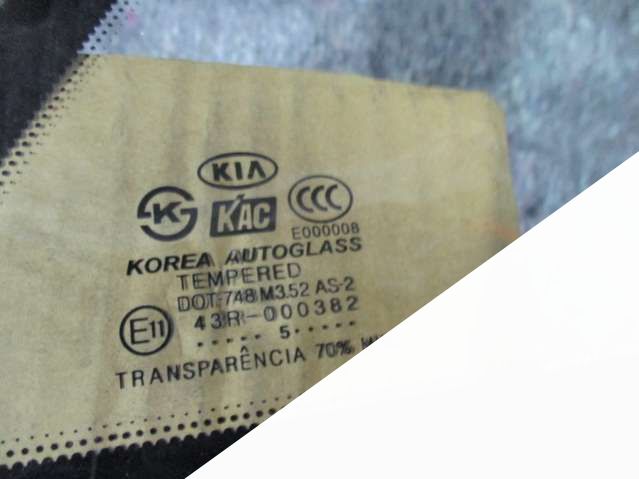 KIA
K KAC CCC
E000008
KOREA AUTOGLASS
TEMPERED
DOT-748 M3.52 AS-2
E11 43R-000382
..... 5 .....
TRANSPARÊNCIA 70%